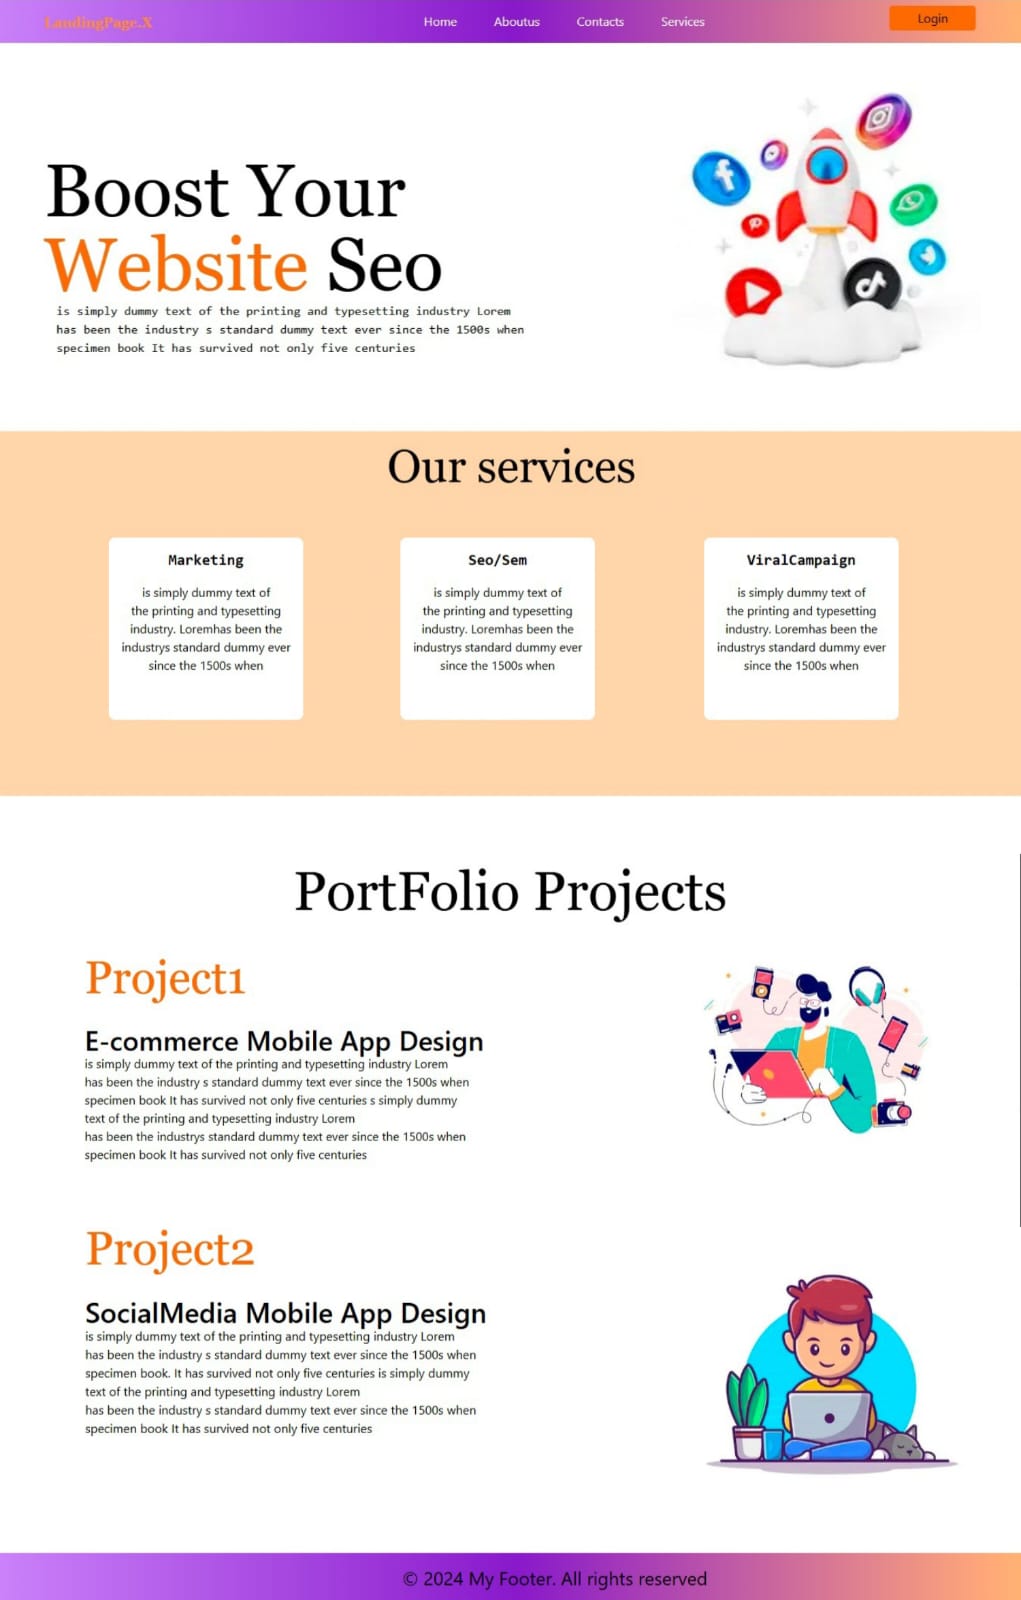 LandingPage.X
Home Aboutus Contacts Services
Login
Boost Your
Website Seo
is simply dummy text of the printing and typesetting industry Lorem
has been the industry s standard dummy text ever since the 1500s when
specimen book It has survived not only five centuries
Our services
Marketing
is simply dummy text of
the printing and typesetting
industry. Loremhas been the
industrys standard dummy ever
since the 1500s when
Seo/Sem
is simply dummy text of
the printing and typesetting
industry. Loremhas been the
industrys standard dummy ever
since the 1500s when
ViralCampaign
is simply dummy text of
the printing and typesetting
industry. Loremhas been the
industrys standard dummy ever
since the 1500s when
PortFolio Projects
Project1
E-commerce Mobile App Design
is simply dummy text of the printing and typesetting industry Lorem
has been the industry s standard dummy text ever since the 1500s when
specimen book It has survived not only five centuries s simply dummy
text of the printing and typesetting industry Lorem
has been the industrys standard dummy text ever since the 1500s when
specimen book It has survived not only five centuries
Project2
SocialMedia Mobile App Design
is simply dummy text of the printing and typesetting industry Lorem
has been the industry s standard dummy text ever since the 1500s when
specimen book. It has survived not only five centuries is simply dummy
text of the printing and typesetting industry Lorem
has been the industry s standard dummy text ever since the 1500s when
specimen book It has survived not only five centuries
© 2024 My Footer. All rights reserved